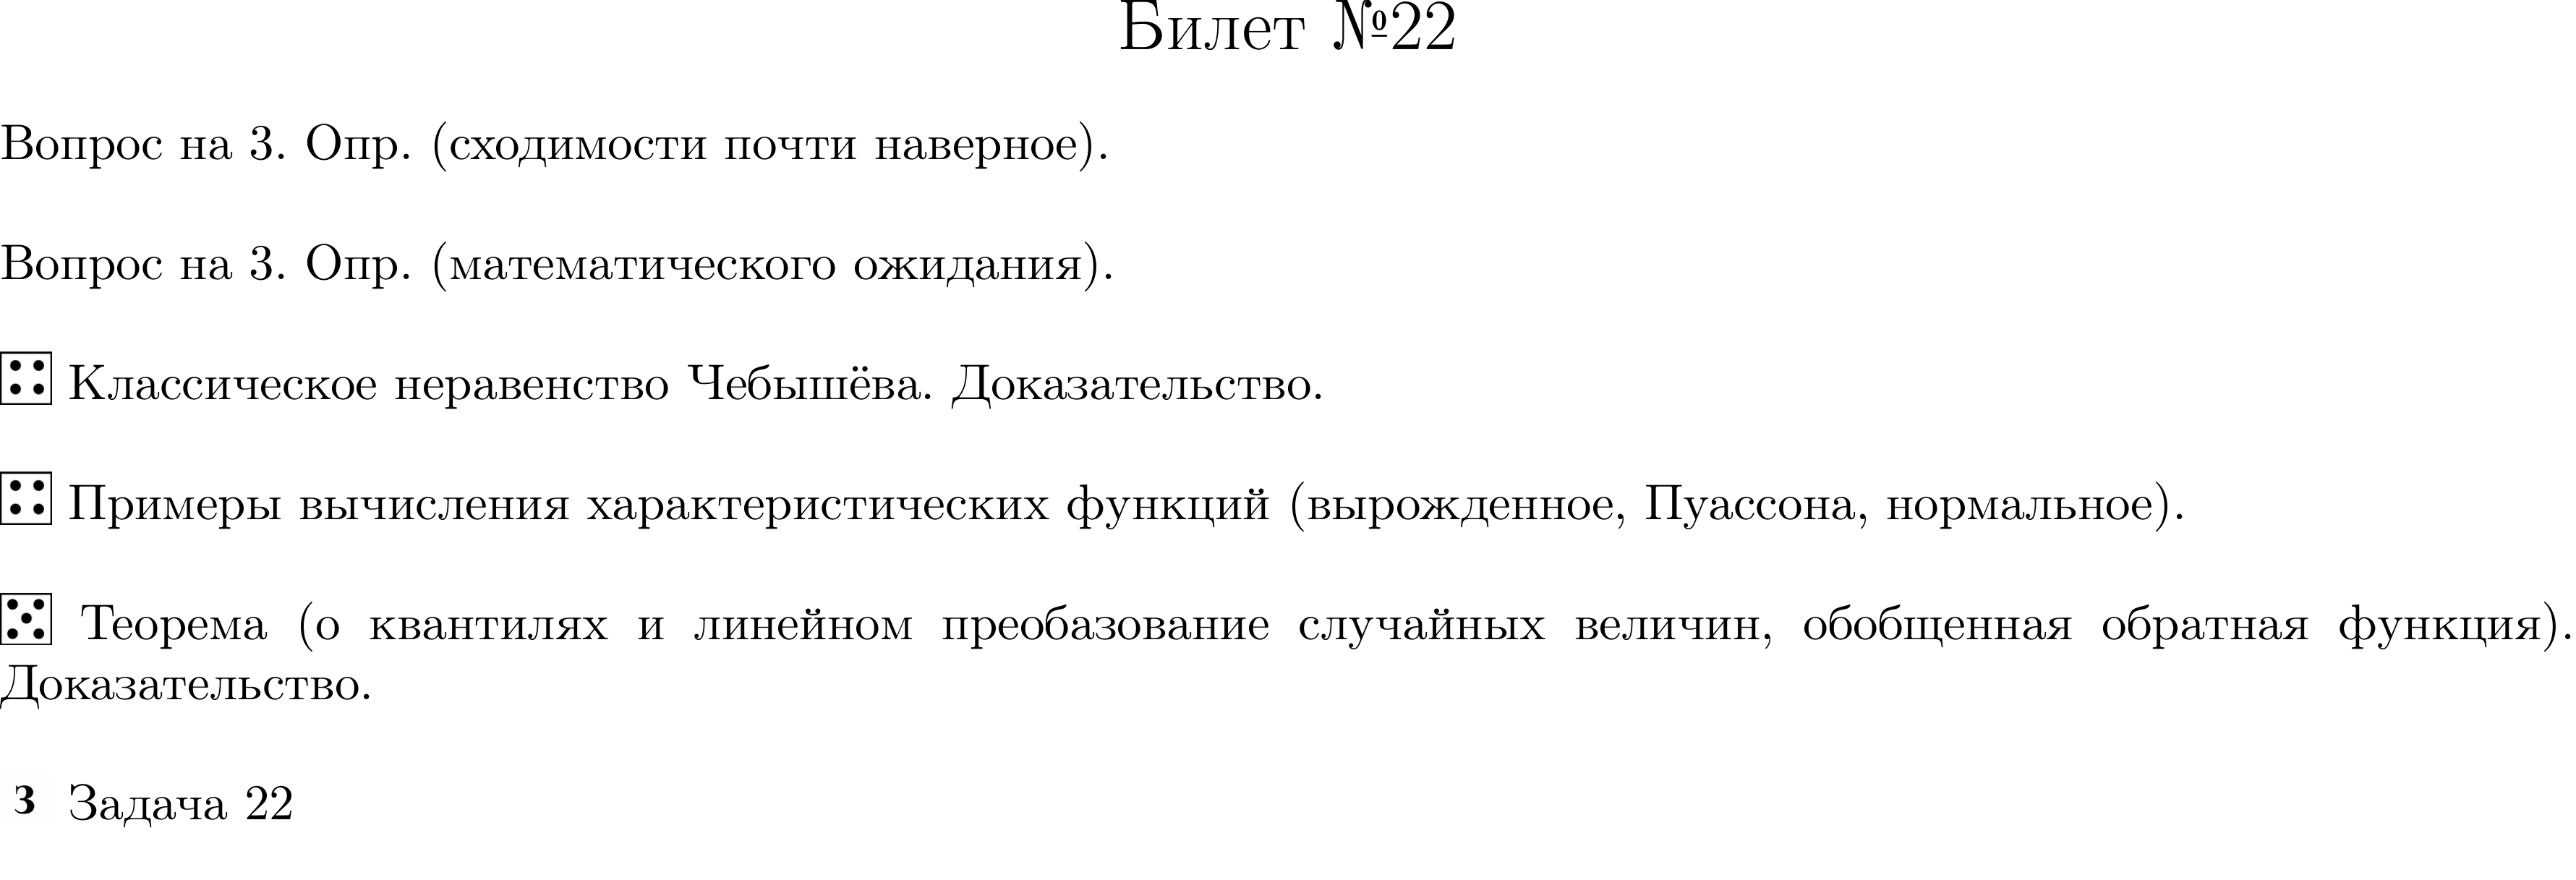 Билет №22
Вопрос на 3. Опр. (сходимости почти наверное).
Вопрос на 3. Опр. (математического ожидания).
Классическое неравенство Чебышёва. Доказательство.
Примеры вычисления характеристических функций (вырожденное, Пуассона, нормальное).
Теорема (о квантилях и линейном преобазование случайных величин, обобщенная обратная функция).
Доказательство.
З Задача 22